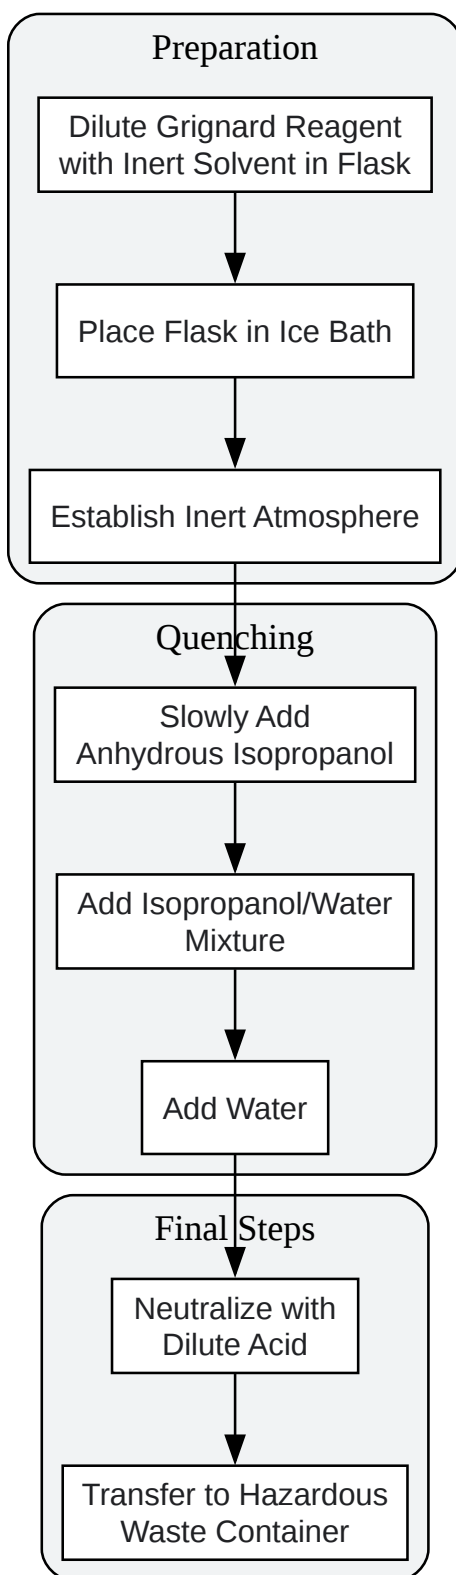 Preparation
Dilute Grignard Reagent
with Inert Solvent in Flask
Place Flask in Ice Bath
Establish Inert Atmosphere
Quenching
Slowly Add
Anhydrous Isopropanol
Add Isopropanol/Water
Mixture
Add Water
Final Steps
Neutralize with
Dilute Acid
Transfer to Hazardous
Waste Container